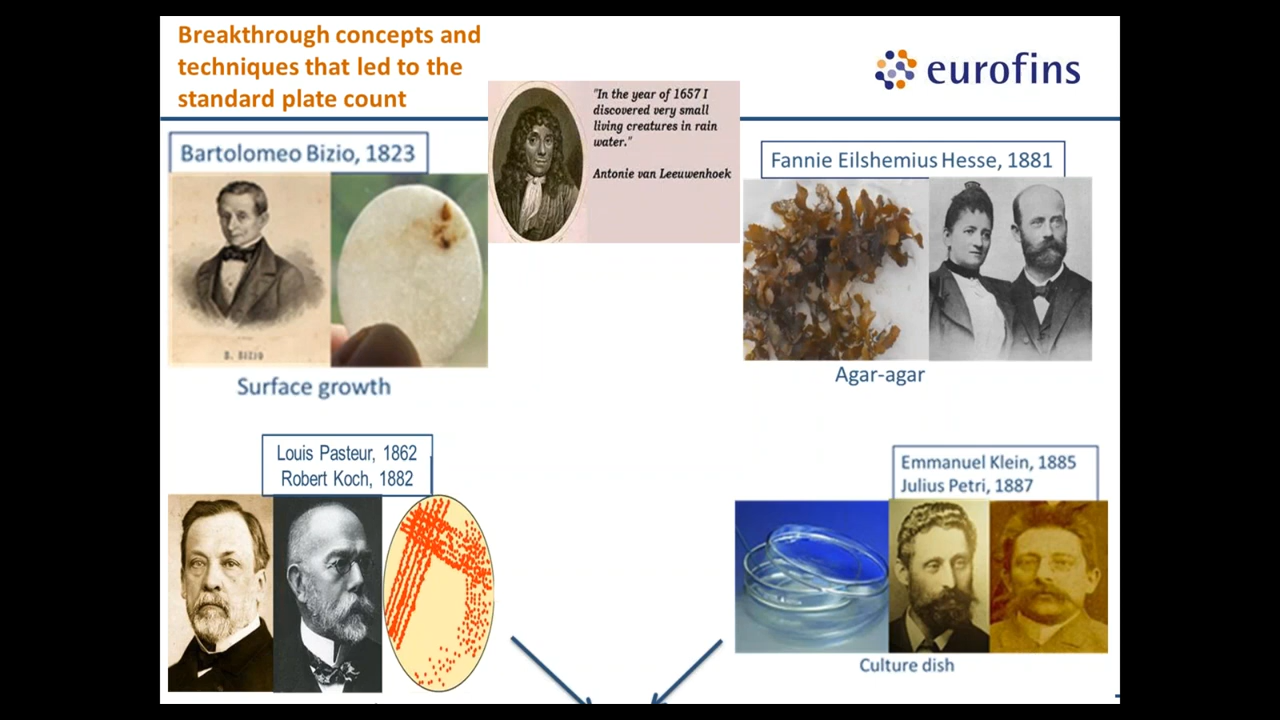 Breakthrough concepts and
techniques that led to the
standard plate count
eurofins
"In the year of 1657 I
discovered very small
living creatures in rain
water."
Antonie van Leeuwenhoek
Bartolomeo Bizio, 1823
B. BIZIO
Surface growth
Fannie Eilshemius Hesse, 1881
Agar-agar
Louis Pasteur, 1862
Robert Koch, 1882
Emmanuel Klein, 1885
Julius Petri, 1887
Culture dish